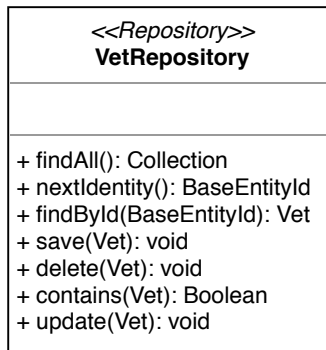 <<Repository>>
VetRepository
+ findAll(): Collection
+ nextIdentity(): BaseEntityId
+ findById(BaseEntityId): Vet
+ save(Vet): void
+ delete(Vet): void
+ contains(Vet): Boolean
+ update(Vet): void